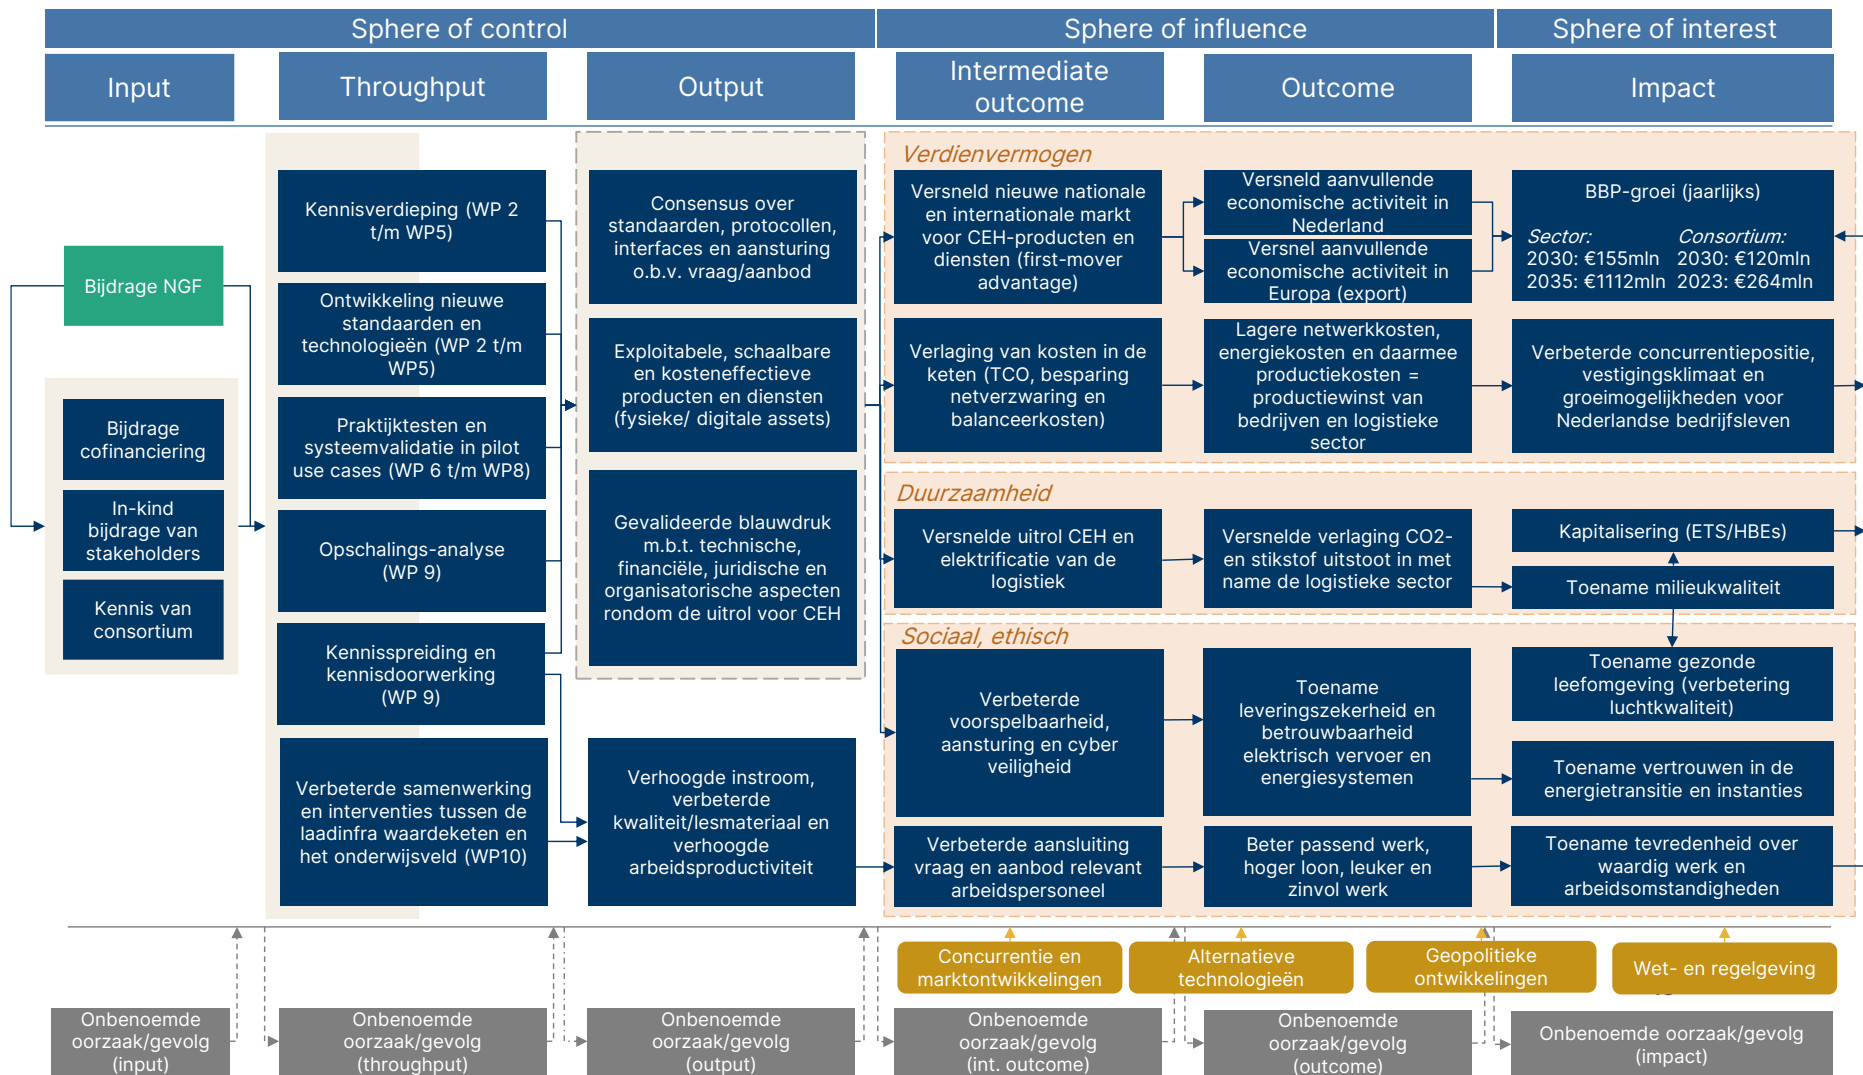 Sphere of control
Sphere of influence
Sphere of interest
Input
Throughput
Output
Intermediate
outcome
Outcome
Impact
Bijdrage NGF
Bijdrage
cofinanciering
In-kind
bijdrage van
stakeholders
Kennis van
consortium
Kennisverdieping (WP 2
t/m WP5)
Ontwikkeling nieuwe
standaarden en
technologieën (WP 2 t/m
WP5)
Praktijktesten en
systeemvalidatie in pilot
use cases (WP 6 t/m WP8)
Opschalings-analyse
(WP 9)
Kennisspreiding en
kennisdoorwerking
(WP 9)
Verbeterde samenwerking
en interventies tussen de
laadinfra waardeketen en
het onderwijsveld (WP10)
Consensus over
standaarden, protocollen,
interfaces en aansturing
o.b.v. vraag/aanbod
Exploitabele, schaalbare
en kosteneffectieve
producten en diensten
(fysieke/ digitale assets)
Gevalideerde blauwdruk
m.b.t. technische,
financiële, juridische en
organisatorische aspecten
rondom de uitrol voor CEH
Verhoogde instroom,
verbeterde
kwaliteit/lesmateriaal en
verhoogde
arbeidsproductiviteit
Verdienvermogen
Versneld nieuwe nationale
en internationale markt
voor CEH-producten en
diensten (first-mover
advantage)
Versneld aanvullende
economische activiteit in
Nederland
Versnel aanvullende
economische activiteit in
Europa (export)
BBP-groei (jaarlijks)
Sector:
2030: €155mln
2035: €1112mln
Consortium:
2030: €120mln
2023: €264mln
Verlaging van kosten in de
keten (TCO, besparing
netverzwaring en
balanceerkosten)
Lagere netwerkkosten,
energiekosten en daarmee
productiekosten =
productiewinst van
bedrijven en logistieke
sector
Verbeterde concurrentiepositie,
vestigingsklimaat en
groeimogelijkheden voor
Nederlandse bedrijfsleven
Duurzaamheid
Versnelde uitrol CEH en
elektrificatie van de
logistiek
Versnelde verlaging CO2-
en stikstof uitstoot in met
name de logistieke sector
Kapitalisering (ETS/HBEs)
Toename milieukwaliteit
Sociaal, ethisch
Verbeterde
voorspelbaarheid,
aansturing en cyber
veiligheid
Toename
leveringszekerheid en
betrouwbaarheid
elektrisch vervoer en
energiesystemen
Toename gezonde
leefomgeving (verbetering
luchtkwaliteit)
Toename vertrouwen in de
energietransitie en instanties
Verbeterde aansluiting
vraag en aanbod relevant
arbeidspersoneel
Beter passend werk,
hoger loon, leuker en
zinvol werk
Toename tevredenheid over
waardig werk en
arbeidsomstandigheden
Concurrentie en
marktontwikkelingen
Alternatieve
technologieën
Geopolitieke
ontwikkelingen
Wet- en regelgeving
Onbenoemde
oorzaak/gevolg
(input)
Onbenoemde
oorzaak/gevolg
(throughput)
Onbenoemde
oorzaak/gevolg
(output)
Onbenoemde
oorzaak/gevolg
(int. outcome)
Onbenoemde
oorzaak/gevolg
(outcome)
Onbenoemde oorzaak/gevolg
(impact)